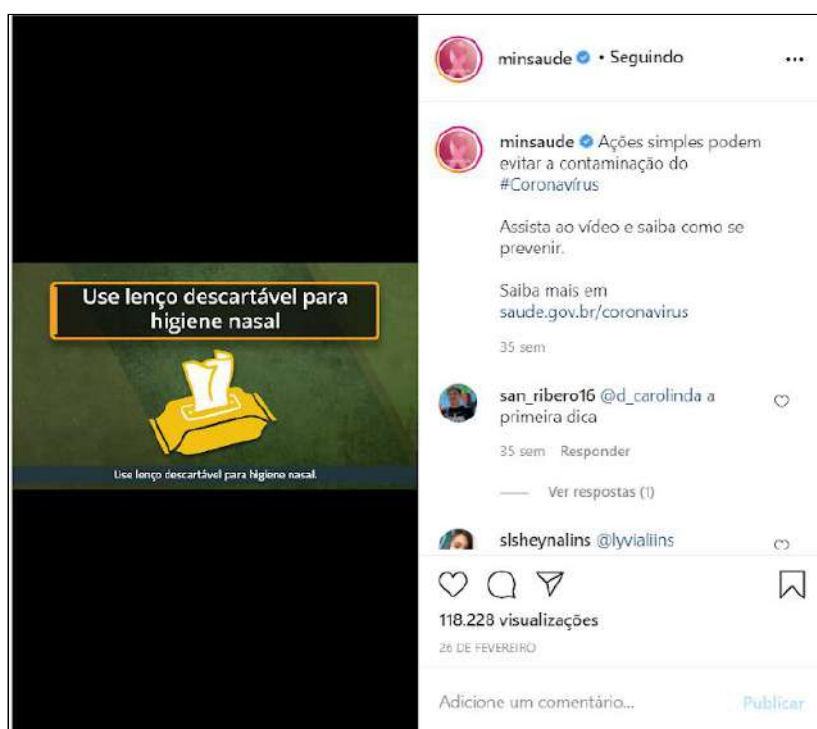 Use lenço descartável para
higiene nasal
Use lenço descartável para higiene nasal.
minsaude • Seguindo
minsaude Ações simples podem
evitar a contaminação do
#Coronavírus
Assista ao vídeo e saiba como se
prevenir.
Saiba mais em
saude.gov.br/coronavirus
35 sem
san_ribero16 @d_carolinda a
primeira dica
35 sem Responder
Ver respostas (1)
slsheynalins @lyvialiins
118.228 visualizações
26 DE FEVEREIRO
Adicione um comentário... Publicar